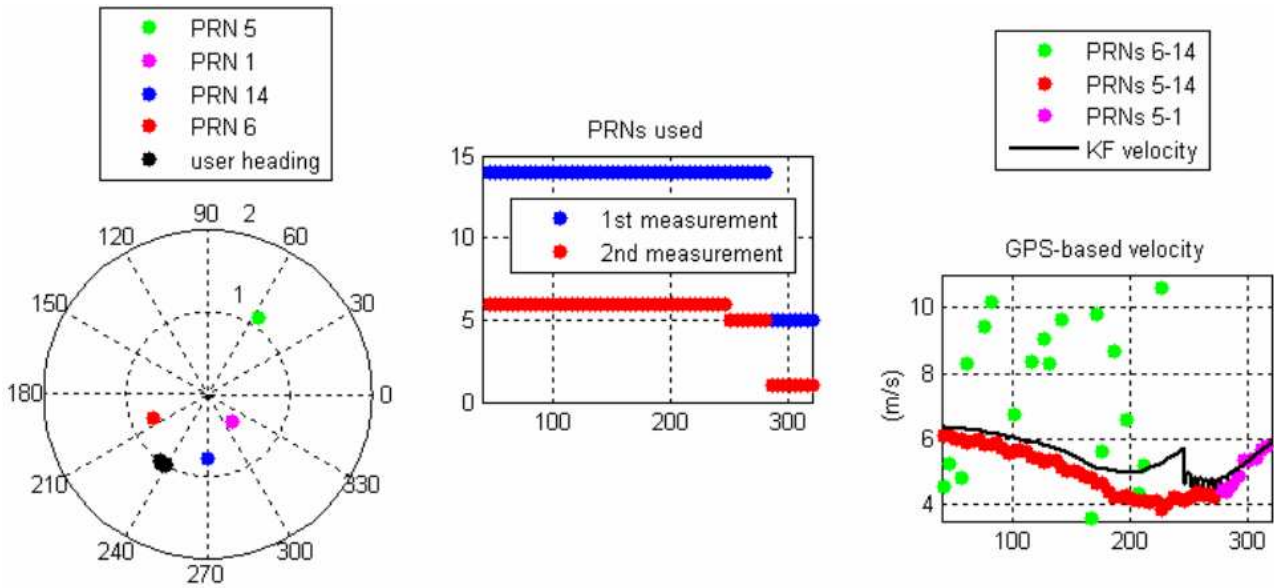 PRN 5
PRN 1
PRN 14
PRN 6
user heading
90
2
120
60
1
150
30
180
0
210
330
240
300
270
PRNs used
15
10
5
0
1st measurement
2nd measurement
100
200
300
PRNs 6-14
PRNs 5-14
PRNs 5-1
KF velocity
GPS-based velocity
(m/s)
10
8
6
4
100
200
300